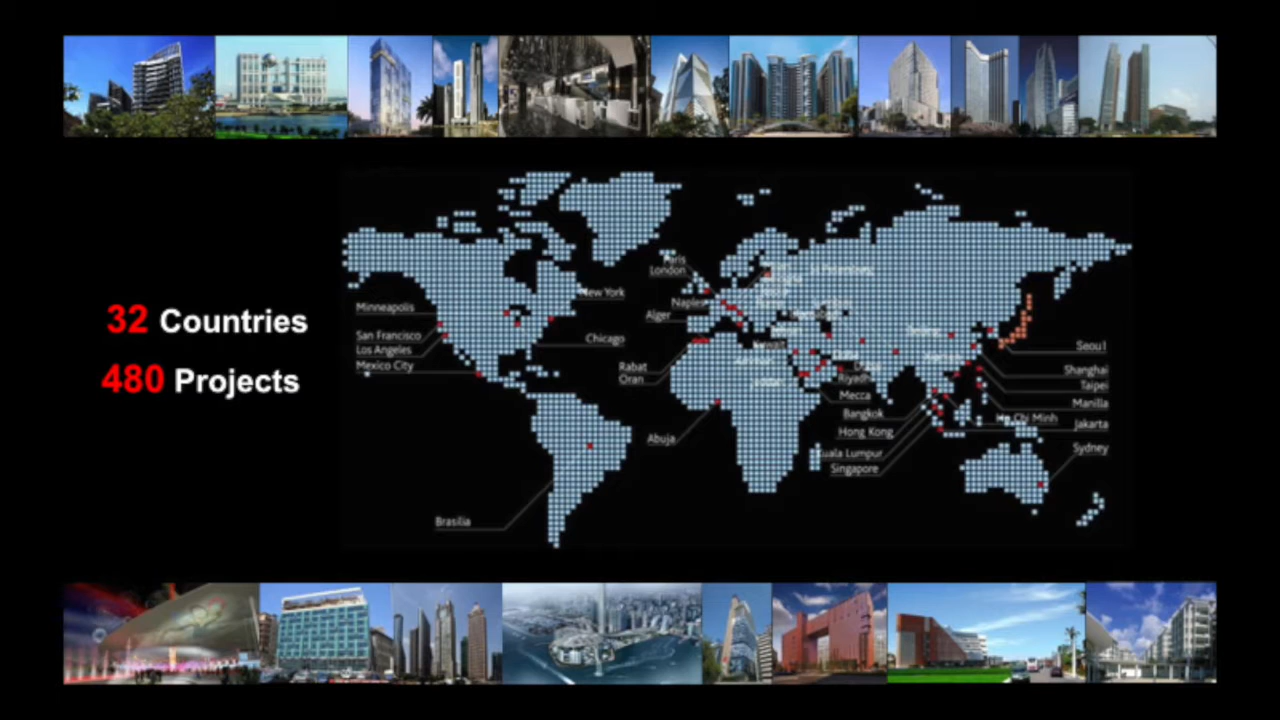 32 Countries
480 Projects
Paris
London
New York
Minneapolis
Naples
Alger
San Francisco
Los Angeles
Chicago
Mexico City
Rabat
Oran
Kuwait
Riyadh
Mecca
Bangkok
Hong Kong
Kuala Lumpur
Singapore
Abuja
Brasilia
Seoul
Shanghai
Taipei
Manilla
Ho Chi Minh
Jakarta
Sydney